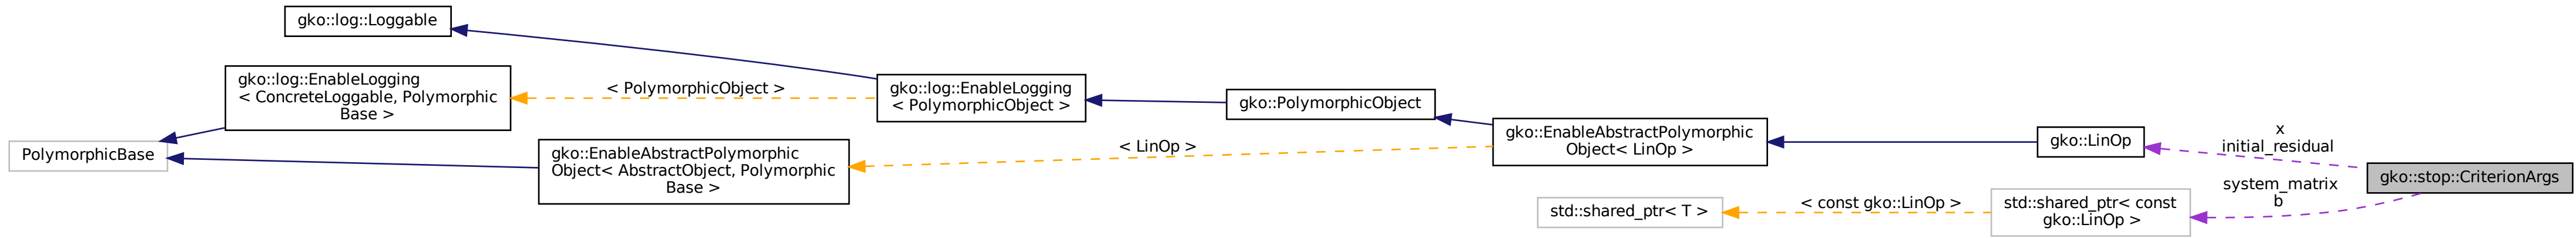 gko::log::Loggable
gko::log::EnableLogging
< ConcreteLoggable, Polymorphic
Base >
< PolymorphicObject >
gko::log::EnableLogging
< PolymorphicObject >
gko::PolymorphicObject
PolymorphicBase
gko::EnableAbstractPolymorphic
Object< AbstractObject, Polymorphic
Base >
< LinOp >
gko::EnableAbstractPolymorphic
Object< LinOp >
gko::LinOp
x
initial_residual
gko::stop::CriterionArgs
system_matrix
b
std::shared_ptr< T >
< const gko::LinOp >
std::shared_ptr< const
gko::LinOp >